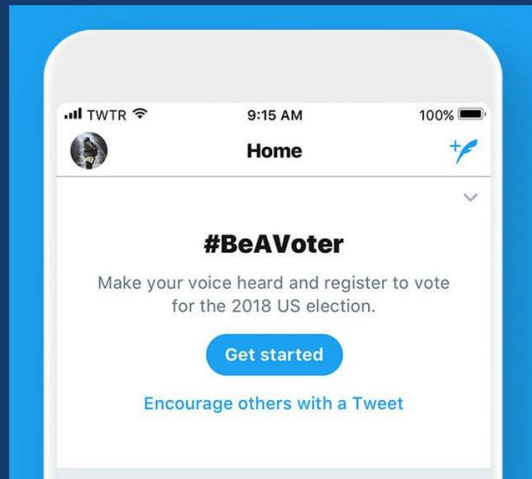 TWTR 9:15 AM 100%
Home
#BeAVoter
Make your voice heard and register to vote
for the 2018 US election.
Get started
Encourage others with a Tweet